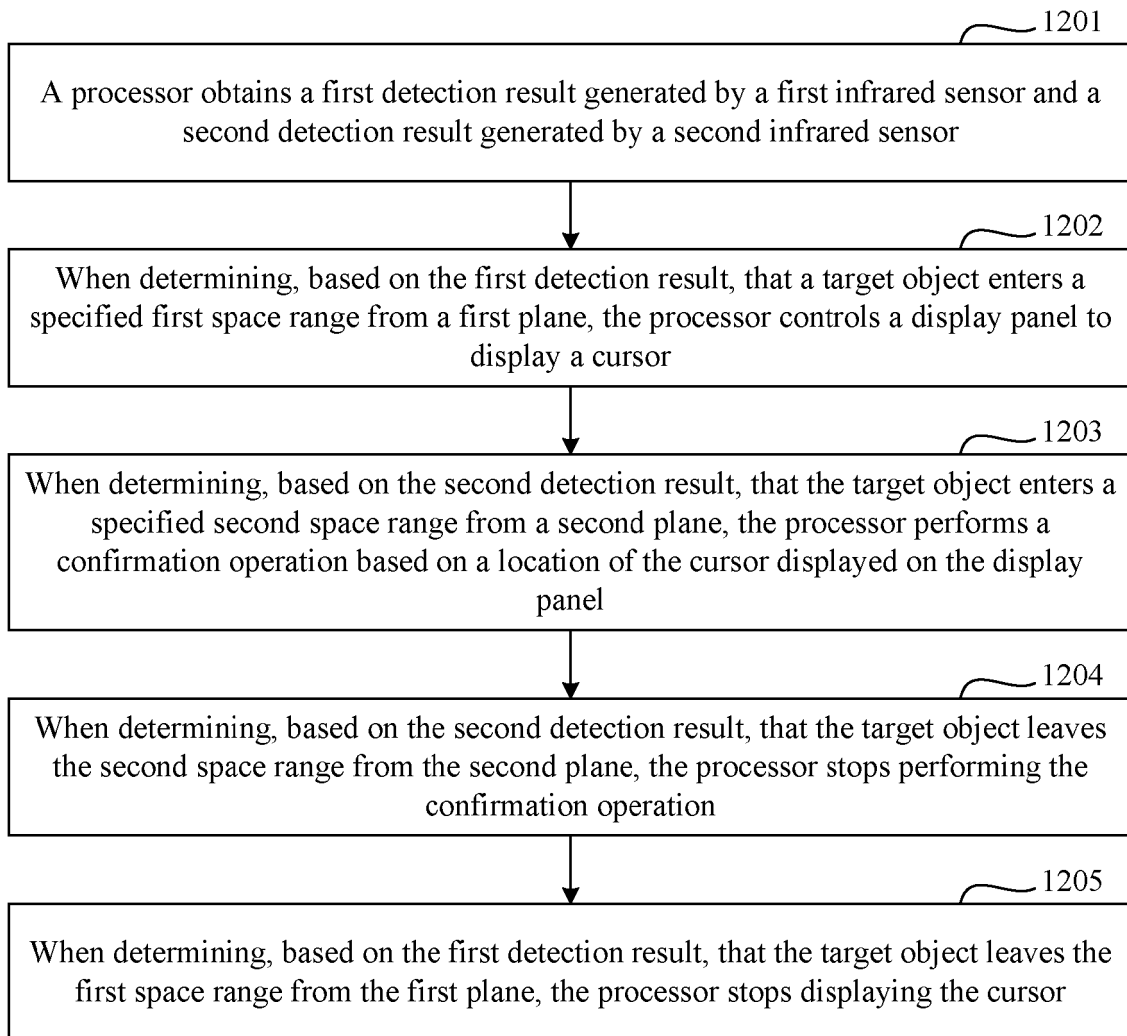 1201
A processor obtains a first detection result generated by a first infrared sensor and a
second detection result generated by a second infrared sensor
1202
When determining, based on the first detection result, that a target object enters a
specified first space range from a first plane, the processor controls a display panel to
display a cursor
1203
When determining, based on the second detection result, that the target object enters a
specified second space range from a second plane, the processor performs a
confirmation operation based on a location of the cursor displayed on the display
panel
1204
When determining, based on the second detection result, that the target object leaves
the second space range from the second plane, the processor stops performing the
confirmation operation
1205
When determining, based on the first detection result, that the target object leaves the
first space range from the first plane, the processor stops displaying the cursor